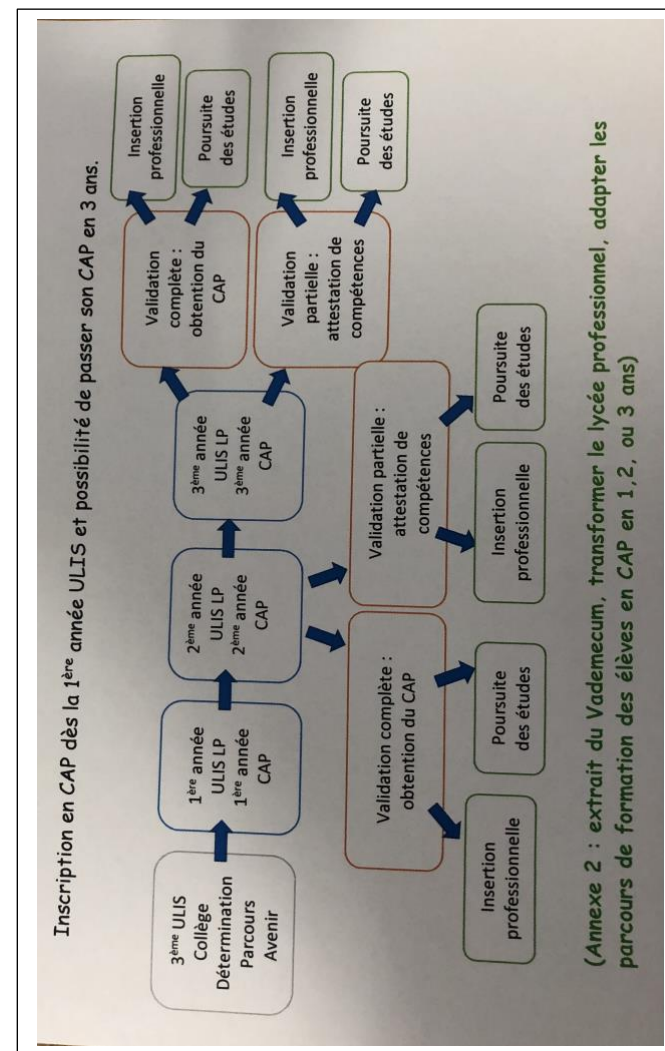 Inscription en CAP dès la 1ère année ULIS et possibilité de passer son CAP en 3 ans.
3ème ULIS
Collège
Détermination
Parcours
Avenir
1ère année
ULIS LP
1ère année
CAP
2ème année
ULIS LP
2ème année
CAP
3ème année
ULIS LP
3ème année
CAP
Validation
complète :
obtention du
CAP
Insertion
professionnelle
Poursuite
des études
Validation
partielle :
attestation de
compétences
Insertion
professionnelle
Poursuite
des études
Validation complète :
obtention du CAP
Insertion
professionnelle
Poursuite
des études
Validation partielle :
attestation de
compétences
Insertion
professionnelle
Poursuite
des études
(Annexe 2 : extrait du Vademecum, transformer le lycée professionnel, adapter les
parcours de formation des élèves en CAP en 1,2, ou 3 ans)